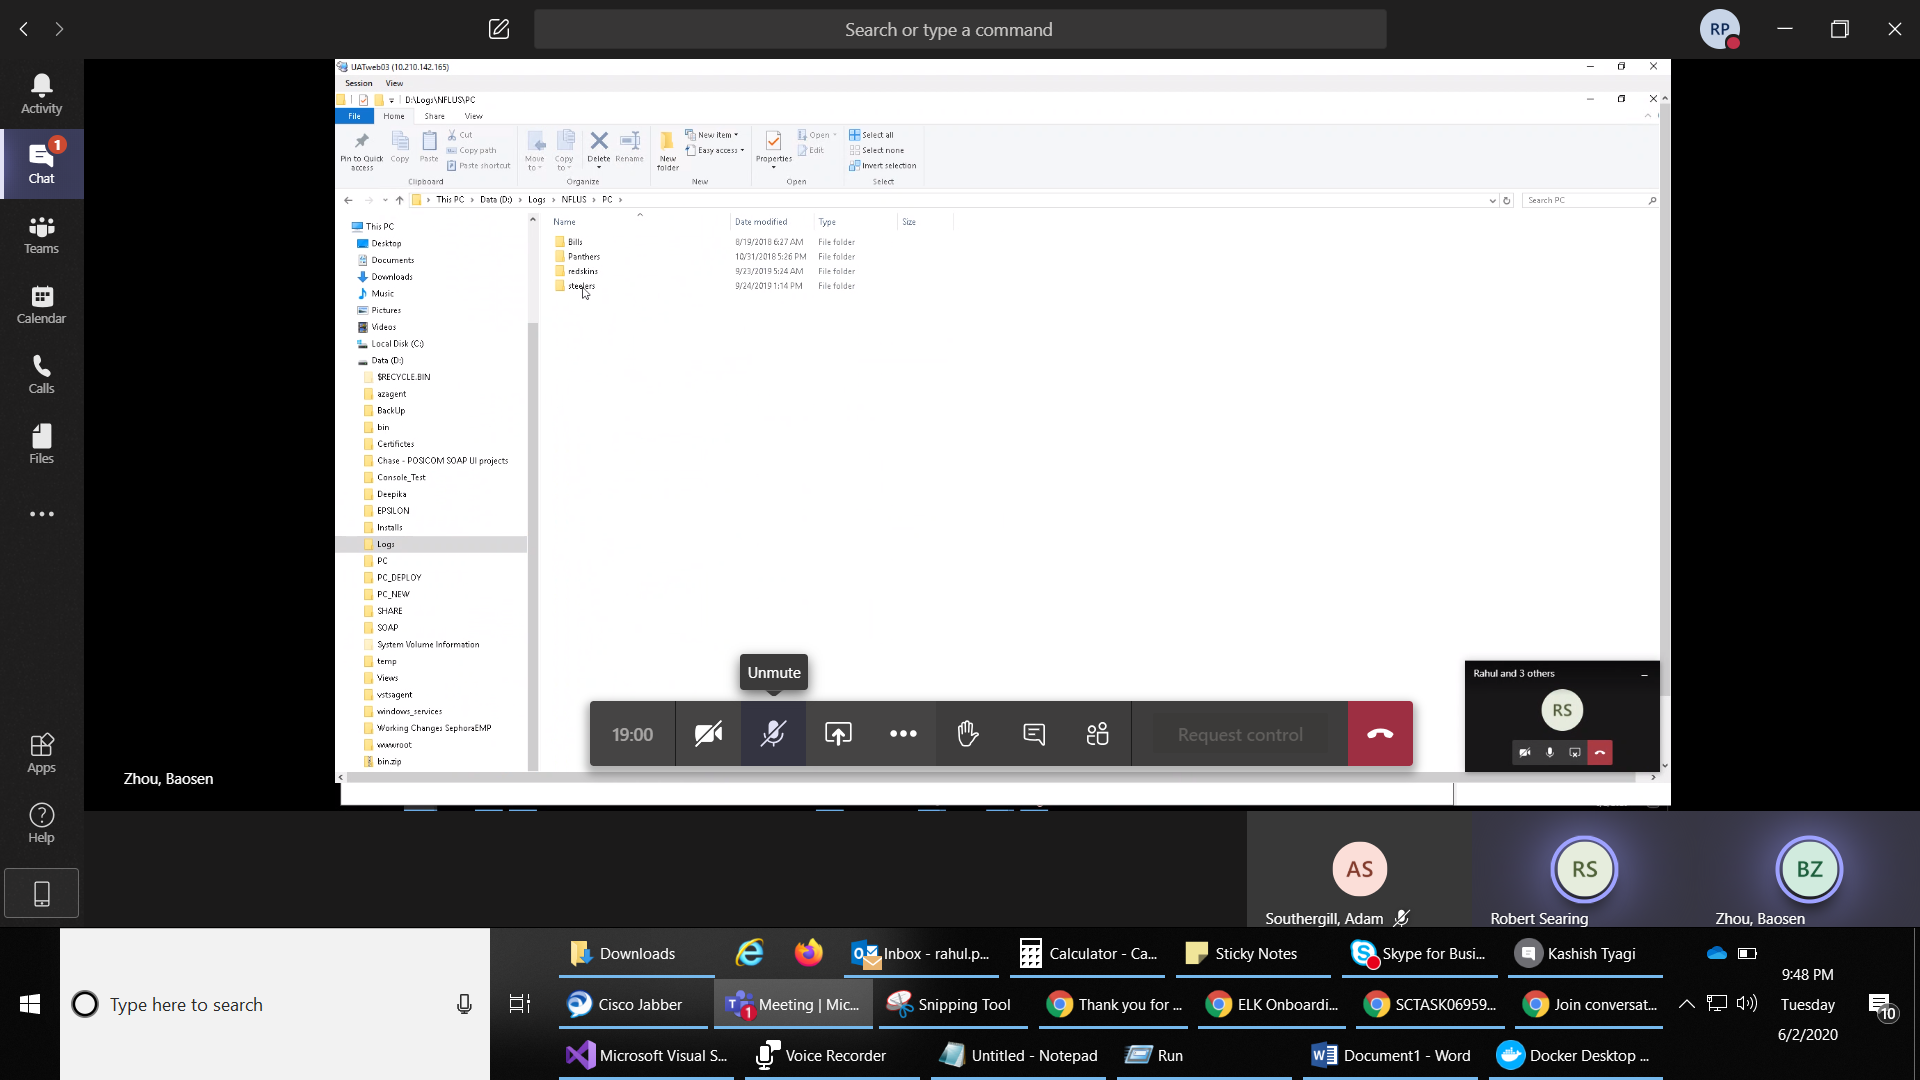 Search or type a command
RP
Activity
1
Chat
Teams
Calendar
Calls
Files
Apps
Help
UATweb03 (10.210.142.165)
Session View
D:\Logs\NFLUS\PC
File Home Share View
Pin to Quick access
Copy
Paste
Cut
Copy path
Paste shortcut
Clipboard
Move to
Copy to
Delete
Rename
Organize
New folder
New item
Easy access
New
Properties
Open
Edit
Open
Select all
Select none
Invert selection
Select
This PC > Data (D:) > Logs > NFLUS > PC >
Search PC
This PC
Desktop
Documents
Downloads
Music
Pictures
Videos
Local Disk (C:)
Data (D:)
$RECYCLE.BIN
azagent
BackUp
bin
Certifictes
Chase - POSICOM SOAP UI projects
Console_Test
Deepika
EPSILON
Installs
Logs
PC
PC_DEPLOY
PC_NEW
SHARE
SOAP
System Volume Information
temp
Views
vstsagent
windows_services
Working Changes SephoraEMP
wwwroot
bin.zip
Name Date modified Type Size
Bills 8/19/2018 6:27 AM File folder
Panthers 10/31/2018 5:26 PM File folder
redskins 9/23/2019 5:24 AM File folder
steelers 9/24/2019 1:14 PM File folder
Unmute
19:00
Request control
Rahul and 3 others
RS
Zhou, Baosen
AS
Southergill, Adam
RS
Robert Searing
BZ
Zhou, Baosen
Type here to search
Downloads
Inbox - rahul.p...
Calculator - Ca...
Sticky Notes
Skype for Busi...
Kashish Tyagi
Cisco Jabber
1
Meeting | Mic...
Snipping Tool
Thank you for ...
ELK Onboardi...
SCTASK06959...
Join conversat...
Microsoft Visual S...
Voice Recorder
Untitled - Notepad
Run
Document1 - Word
Docker Desktop ...
9:48 PM
Tuesday
6/2/2020
10